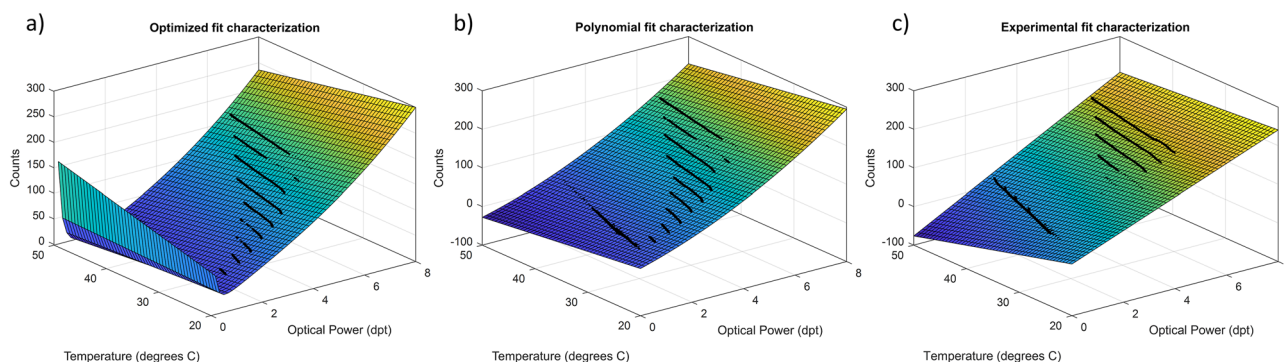 a)
Optimized fit characterization
300
250
200
150
100
50
0
Counts
50
40
30
20
Temperature (degrees C)
0
2
4
6
8
Optical Power (dpt)
b)
Polynomial fit characterization
300
200
100
0
-100
Counts
50
40
30
20
Temperature (degrees C)
0
2
4
6
8
Optical Power (dpt)
c)
Experimental fit characterization
300
200
100
0
-100
Counts
50
40
30
20
Temperature (degrees C)
0
2
4
6
8
Optical Power (dpt)